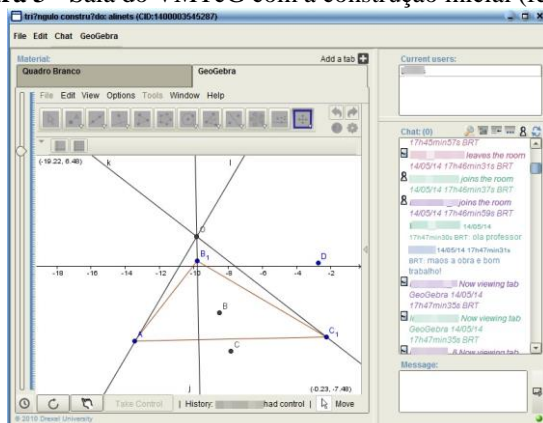 Sala do VMTcG com a construção inicial
tri?ngulo constru?do: alinets (CID:1400003545287)
File Edit Chat GeoGebra
Material:
Add a tab
Quadro Branco
GeoGebra
File Edit View Options Tools Window Help
(-19.22, 6.48)
k
l
D
B1
-18 -16 -14 -12 -10 -8 -6 -4 -2
A
B
C
C1
j
(-0.23, -7.48)
Take Control
History: had control
Move
© 2010 Drexel University
Current users:
Chat: (0)
17h45min57s BRT
leaves the room
14/05/14 17h46min31s BRT
joins the room
14/05/14 17h46min37s BRT
joins the room
14/05/14 17h46min59s BRT
14/05/14
17h47min30s BRT: ola professor
14/05/14 17h47min31s
BRT: maos a obra e bom
trabalho!
Now viewing tab
GeoGebra 14/05/14
17h47min35s BRT
Now viewing tab
GeoGebra 14/05/14
17h47min35s BRT
Now viewing tab
Message: